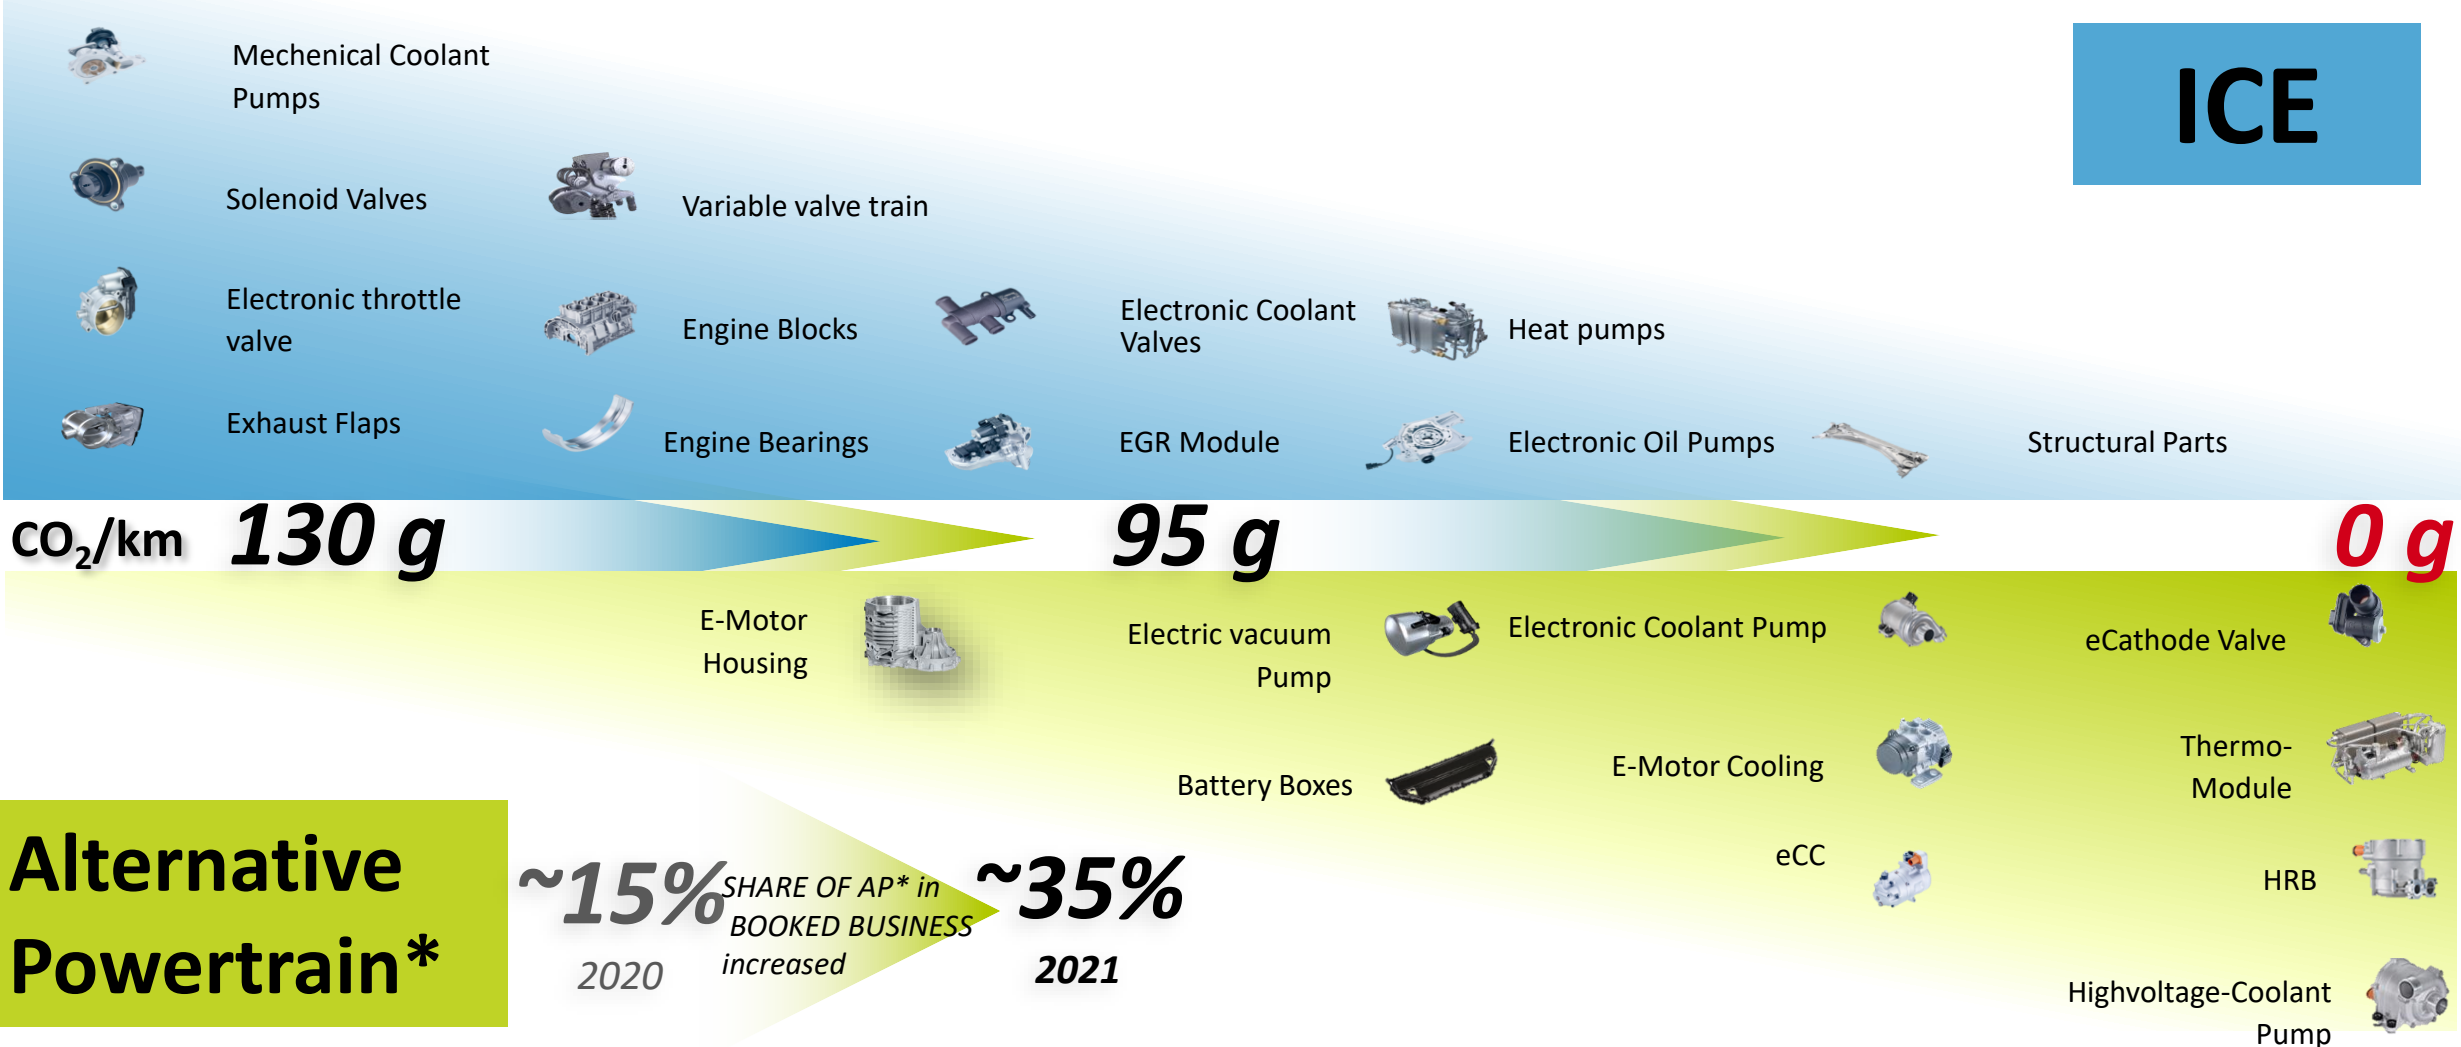 Mechenical Coolant
Pumps
ICE
Solenoid Valves
Variable valve train
Electronic throttle
valve
Engine Blocks
Electronic Coolant
Valves
Heat pumps
Exhaust Flaps
Engine Bearings
EGR Module
Electronic Oil Pumps
Structural Parts
CO₂/km
130 g
95 g
0 g
E-Motor
Housing
Electric vacuum
Pump
Electronic Coolant Pump
eCathode Valve
Battery Boxes
E-Motor Cooling
Thermo-
Module
eCC
HRB
Highvoltage-Coolant
Pump
Alternative
Powertrain*
~15%
2020
SHARE OF AP* in
BOOKED BUSINESS
increased
~35%
2021